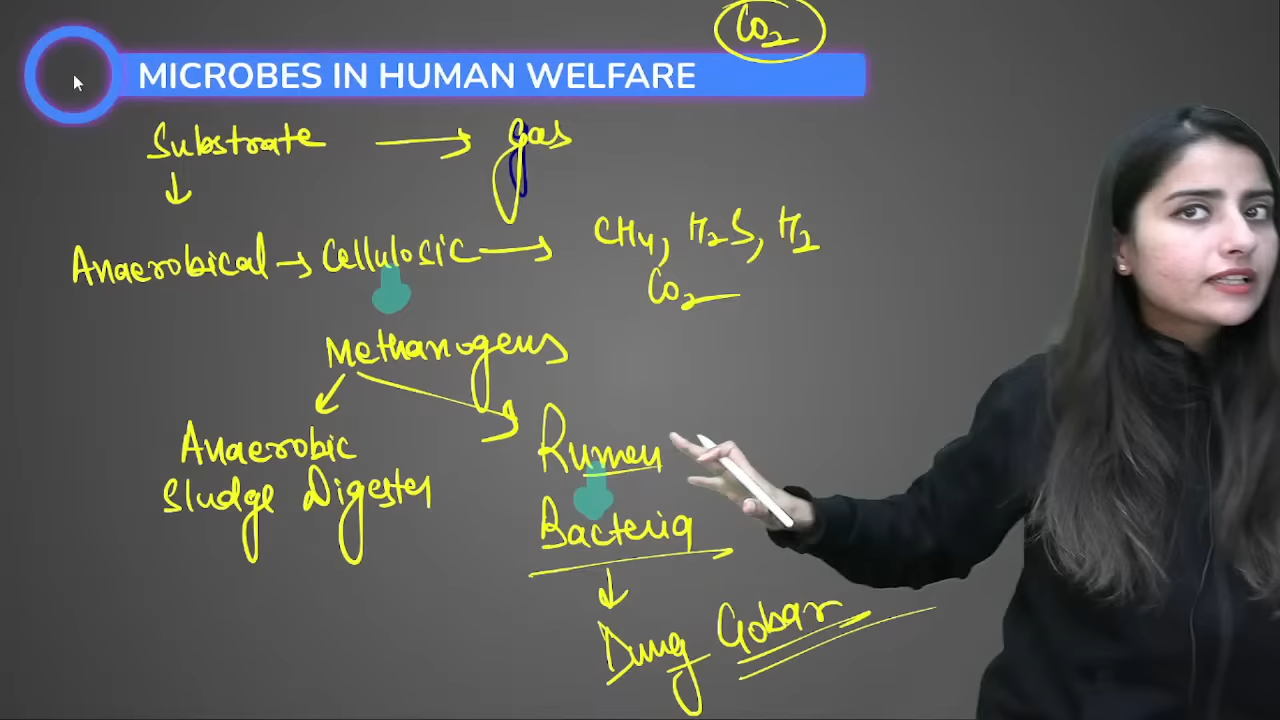 CO2
MICROBES IN HUMAN WELFARE
Substrate → gas
↓
Anaerobical → Cellulosic → CH4, H2S, H2
CO2
Methanogens
Anaerobic
Sludge Digester
Rumen
Bacteria
↓
Dung Gobar